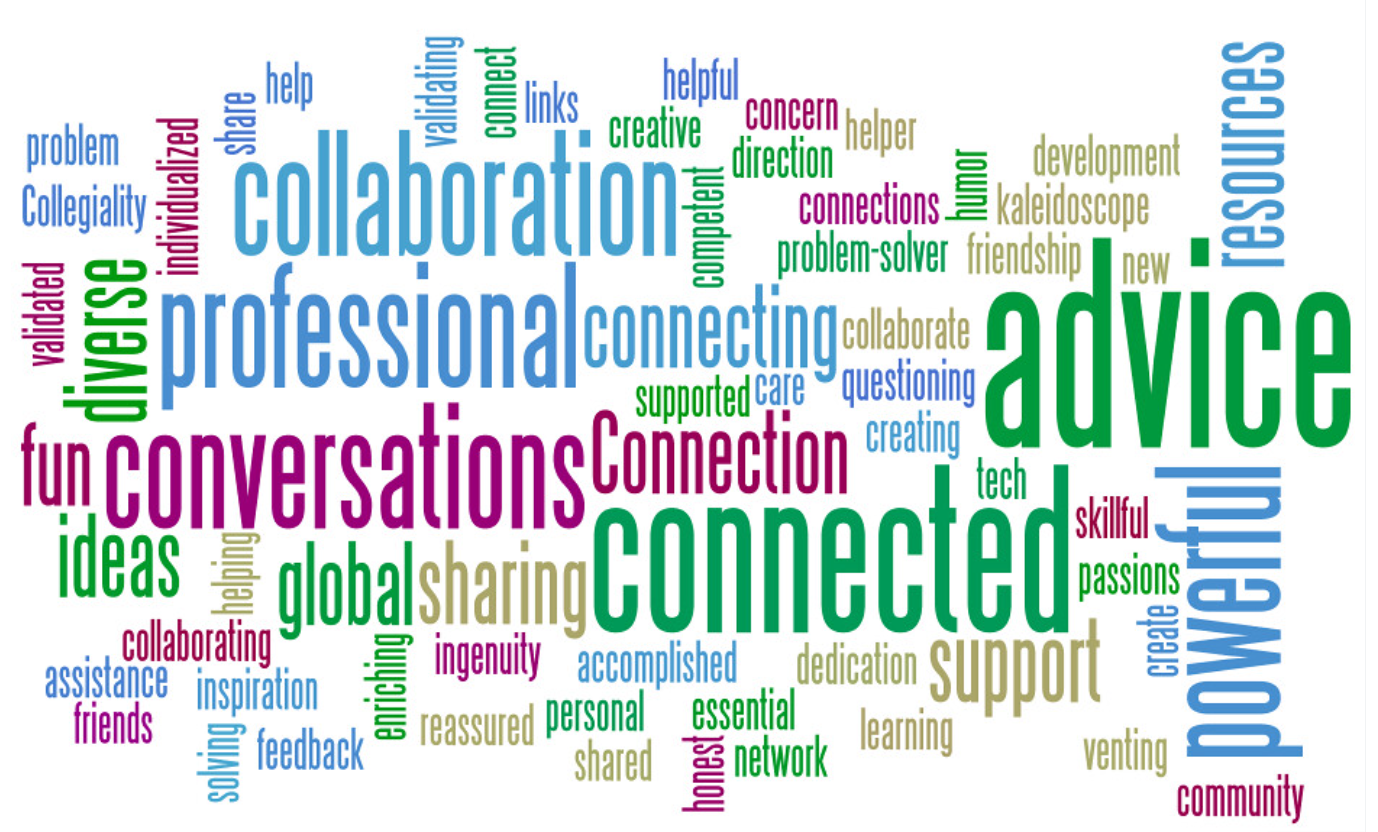 resources
validating
connect
help
links
helpful
share
concern
creative
helper
problem
individualized
collaboration
direction
development
humor
competent
Collegiality
connections
kaleidoscope
problem-solver
friendship
new
advice
validated
diverse
professional
connecting
collaborate
supported
care
questioning
fun
conversations
Connection
creating
tech
connected
skillful
powerful
ideas
helping
global
sharing
passions
create
collaborating
enriching
ingenuity
accomplished
dedication
support
assistance
inspiration
friends
solving
feedback
reassured
personal
essential
learning
shared
honest
network
venting
community